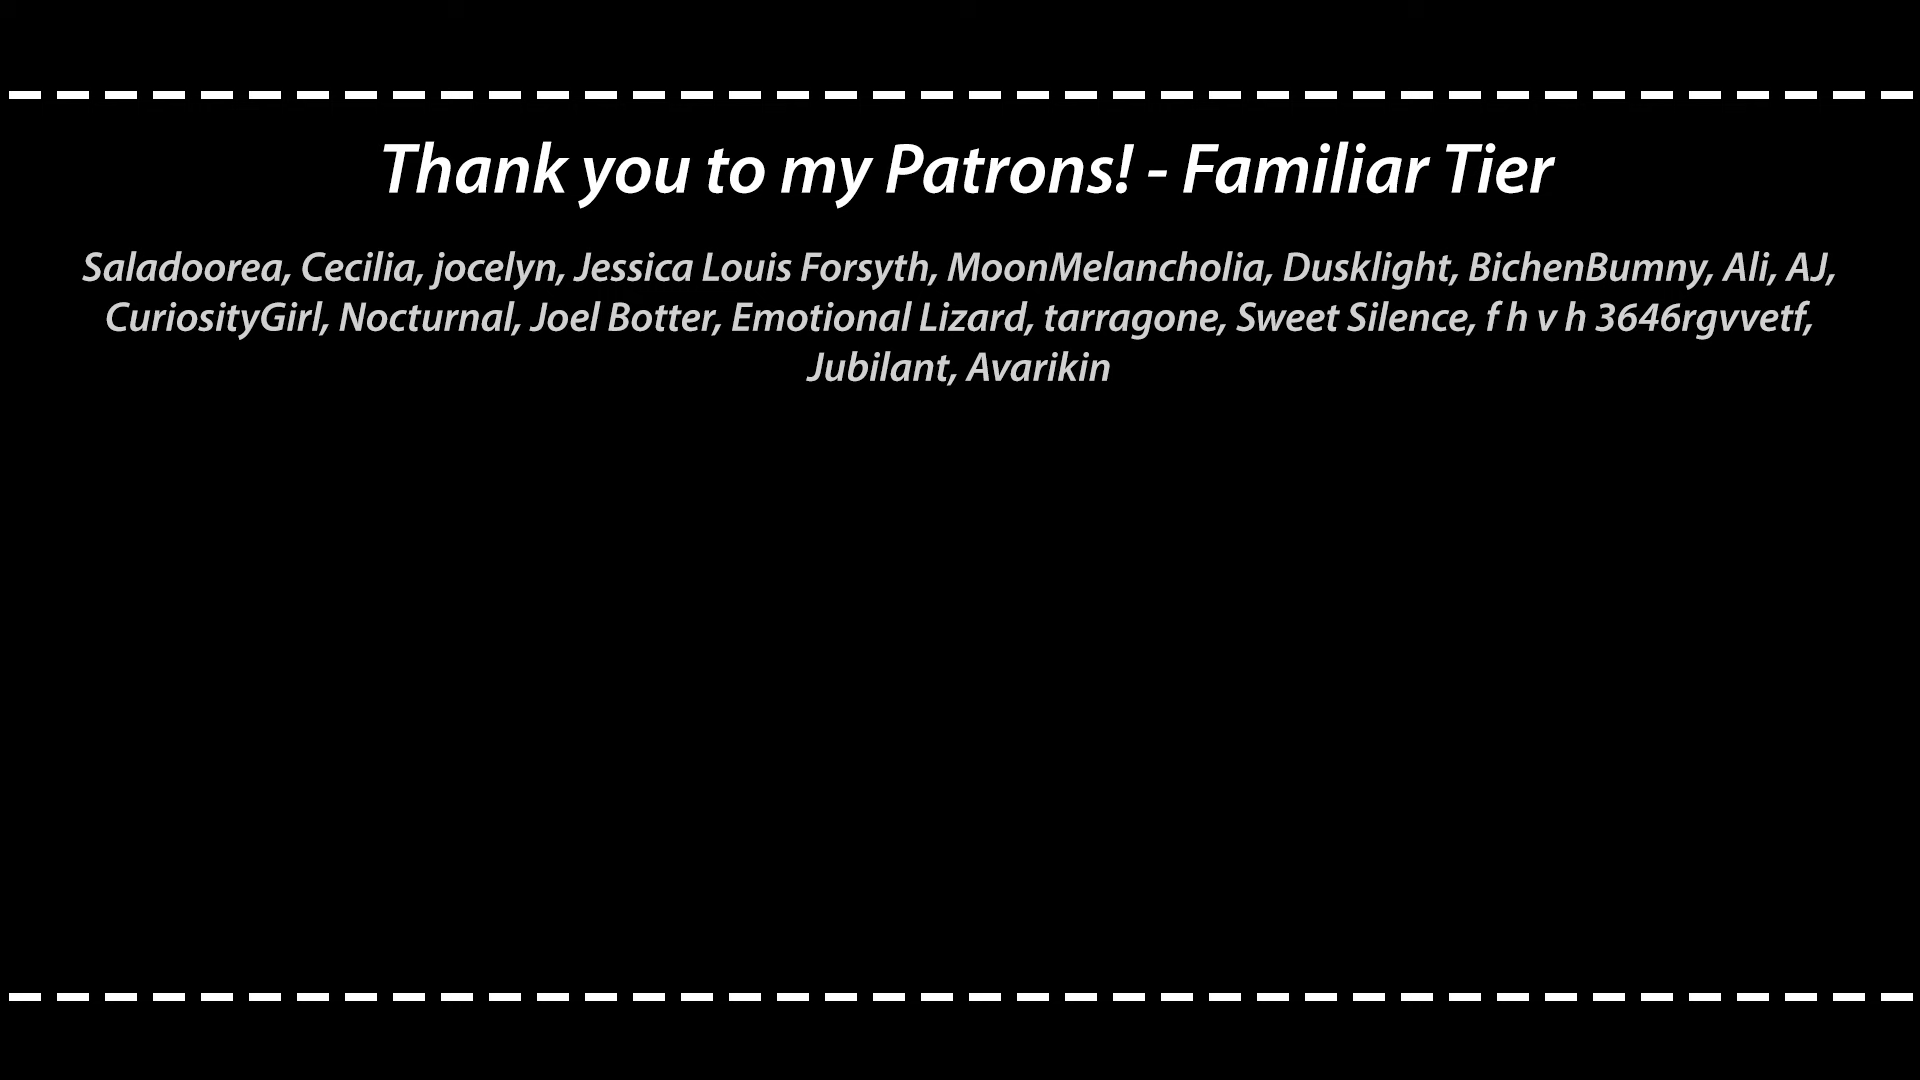 Thank you to my Patrons! - Familiar Tier
Saladoorea, Cecilia, jocelyn, Jessica Louis Forsyth, MoonMelancholia, Dusklight, BichenBumny, Ali, AJ,
CuriosityGirl, Nocturnal, Joel Botter, Emotional Lizard, tarragone, Sweet Silence, f h v h 3646rgvvetf,
Jubilant, Avarikin